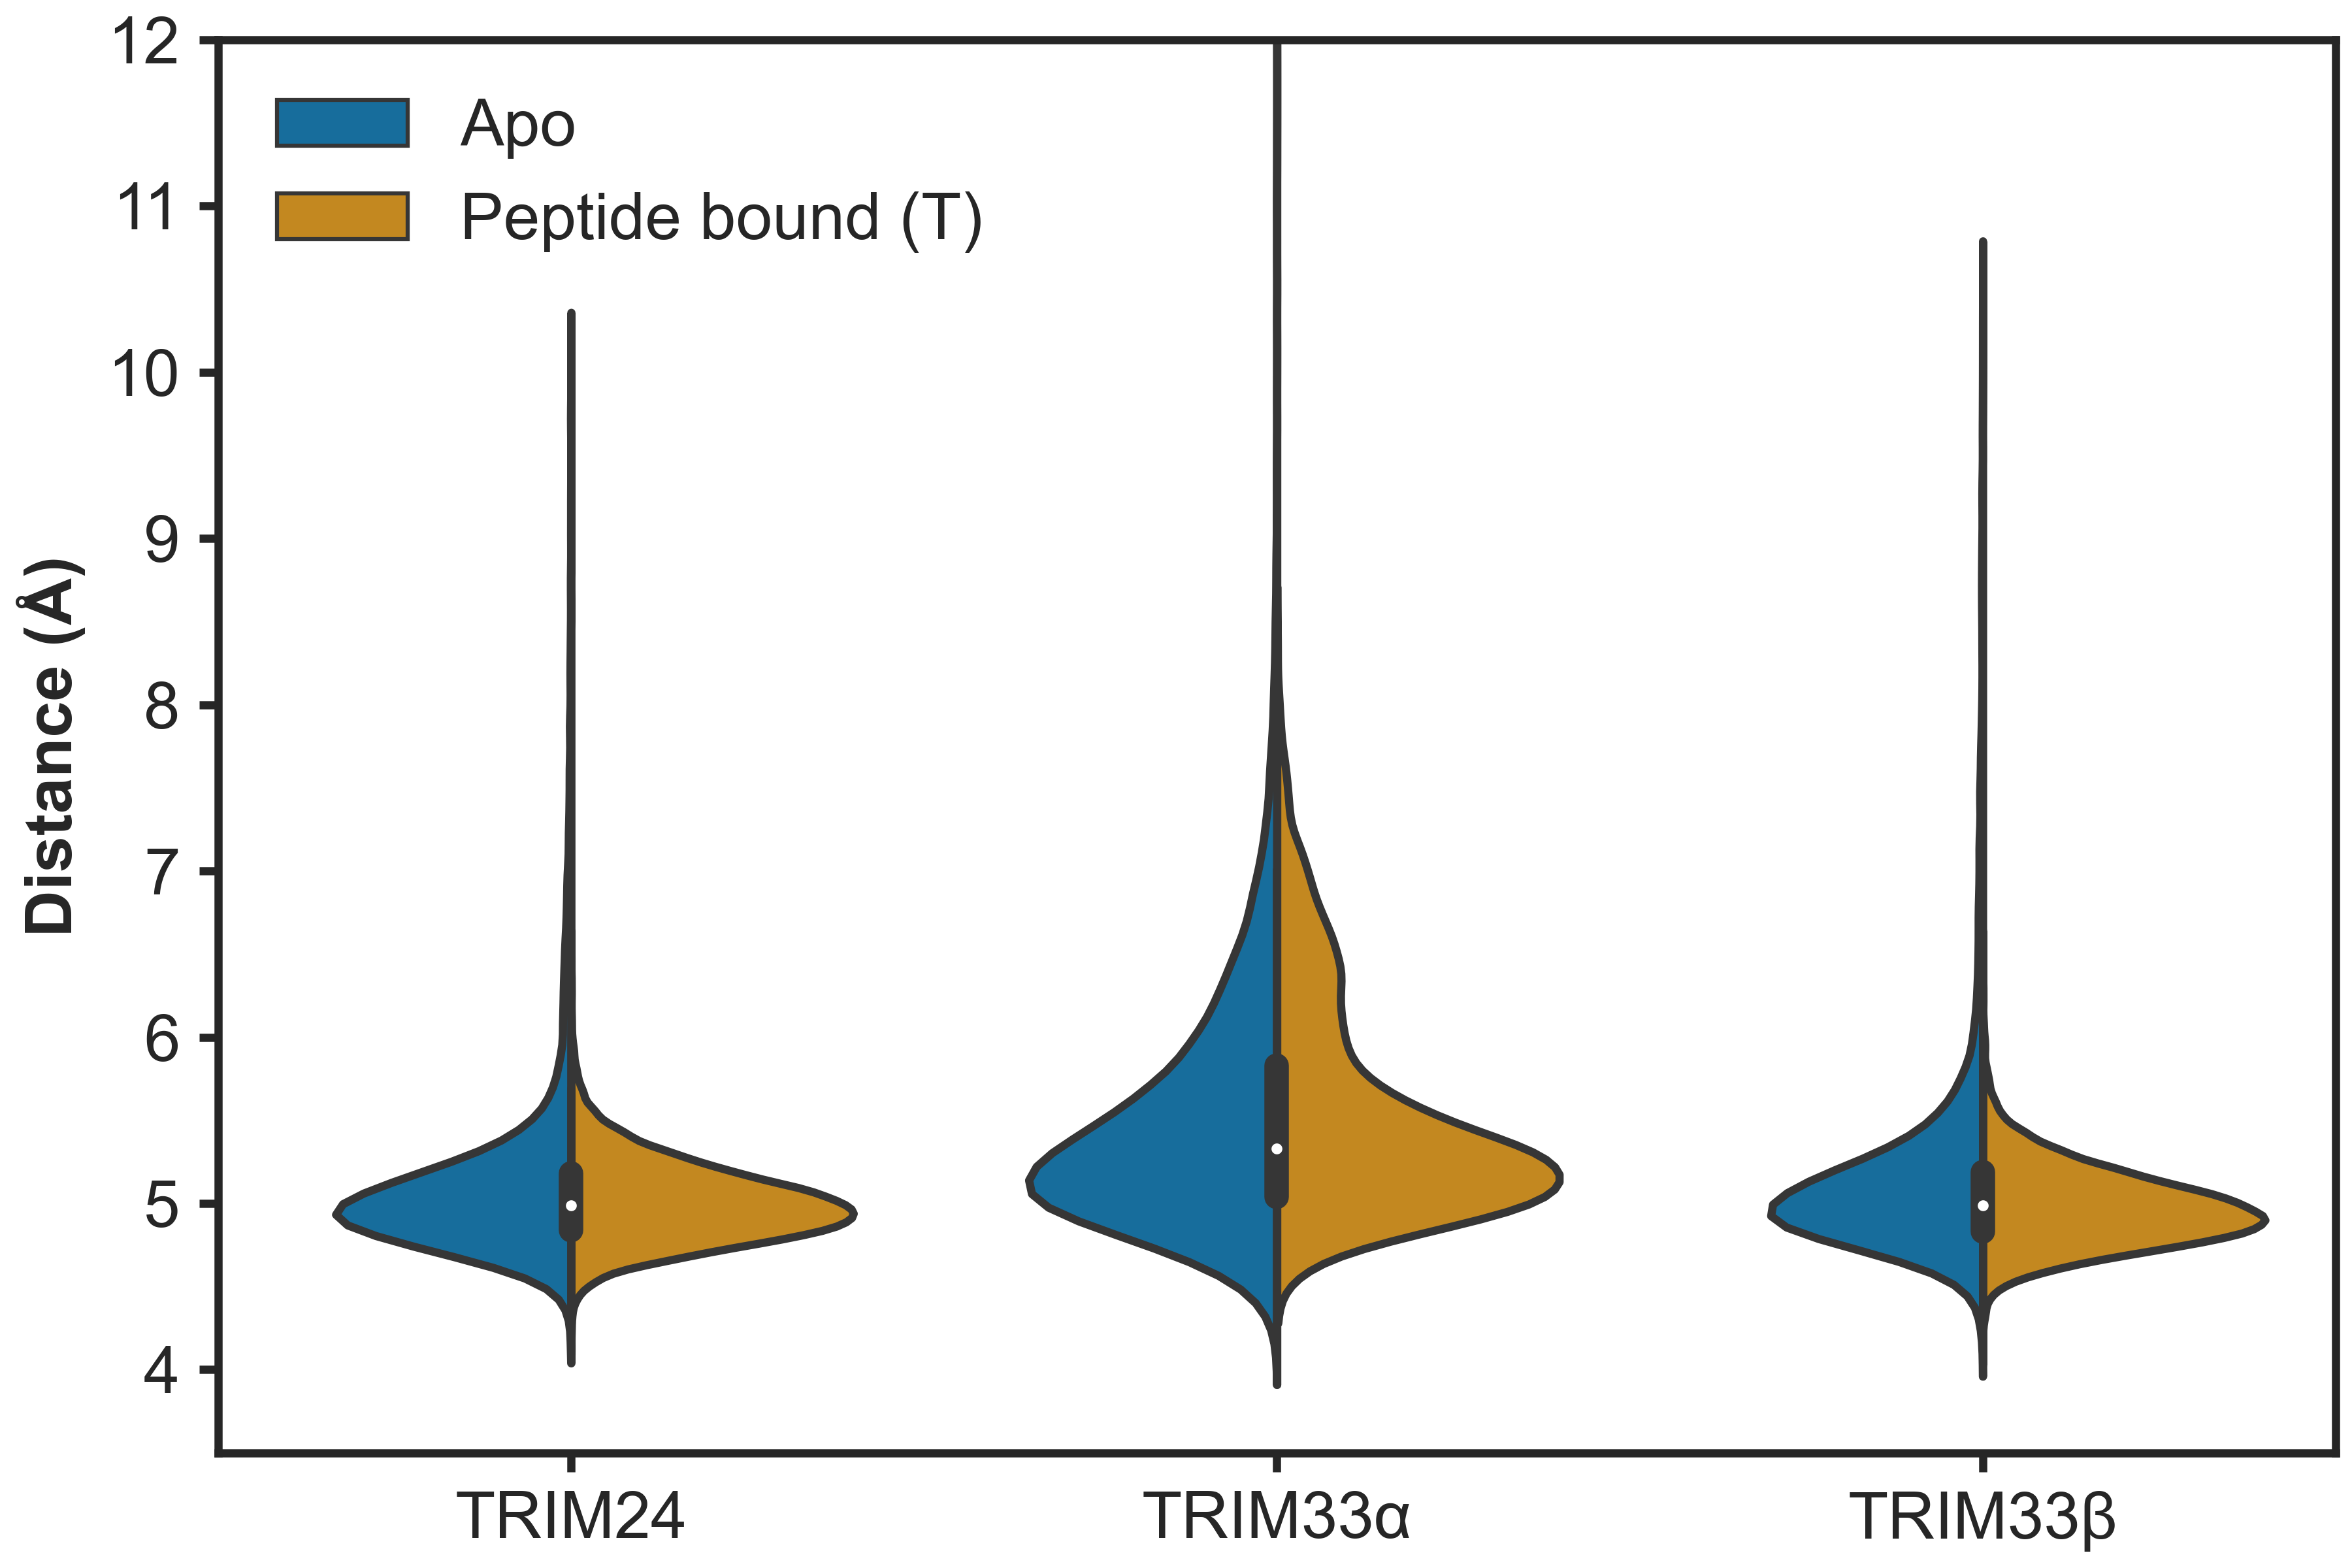 Apo
Peptide bound (T)
Distance (Å)
12
11
10
9
8
7
6
5
4
TRIM24
TRIM33α
TRIM33β